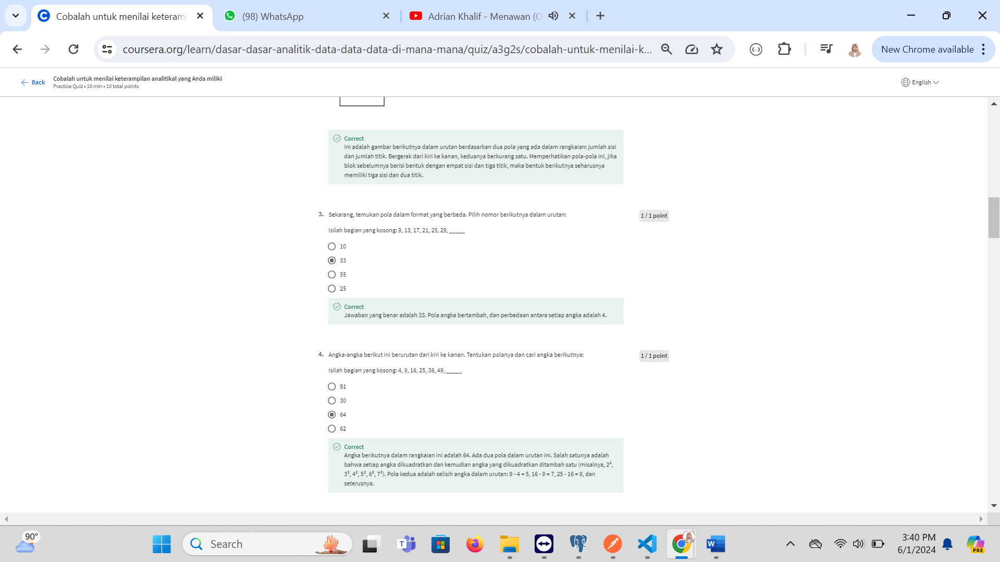 Cobalah untuk menilai keteram
(98) WhatsApp
Adrian Khalif - Menawan (O
coursera.org/learn/dasar-dasar-analitik-data-data-data-di-mana-mana/quiz/a3g2s/cobalah-untuk-menilai-k...
New Chrome available
Back
Cobalah untuk menilai keterampilan analitikal yang Anda miliki
Practice Quiz • 10 min • 10 total points
English
Correct
Ini adalah gambar berikutnya dalam urutan berdasarkan dua pola yang ada dalam rangkaian: jumlah sisi
dan jumlah titik. Bergerak dari kiri ke kanan, keduanya berkurang satu. Memperhatikan pola-pola ini, jika
blok sebelumnya berisi bentuk dengan empat sisi dan tiga titik, maka bentuk berikutnya seharusnya
memiliki tiga sisi dan dua titik.
3. Sekarang, temukan pola dalam format yang berbeda. Pilih nomor berikutnya dalam urutan:
1 / 1 point
Isilah bagian yang kosong: 9, 13, 17, 21, 25, 29, _____
10
33
55
25
Correct
Jawaban yang benar adalah 33. Pola angka bertambah, dan perbedaan antara setiap angka adalah 4.
4. Angka-angka berikut ini berurutan dari kiri ke kanan. Tentukan polanya dan cari angka berikutnya:
1 / 1 point
Isilah bagian yang kosong: 4, 9, 16, 25, 36, 49, _____
81
30
64
62
Correct
Angka berikutnya dalam rangkaian ini adalah 64. Ada dua pola dalam urutan ini. Salah satunya adalah
bahwa setiap angka dikuadratkan dan kemudian angka yang dikuadratkan ditambah satu (misalnya, 2²,
3², 4², 5², 6², 7²). Pola kedua adalah selisih angka dalam urutan: 9 - 4 = 5, 16 - 9 = 7, 25 - 16 = 9, dan
seterusnya.
90°
Search
3:40 PM
6/1/2024
PRE